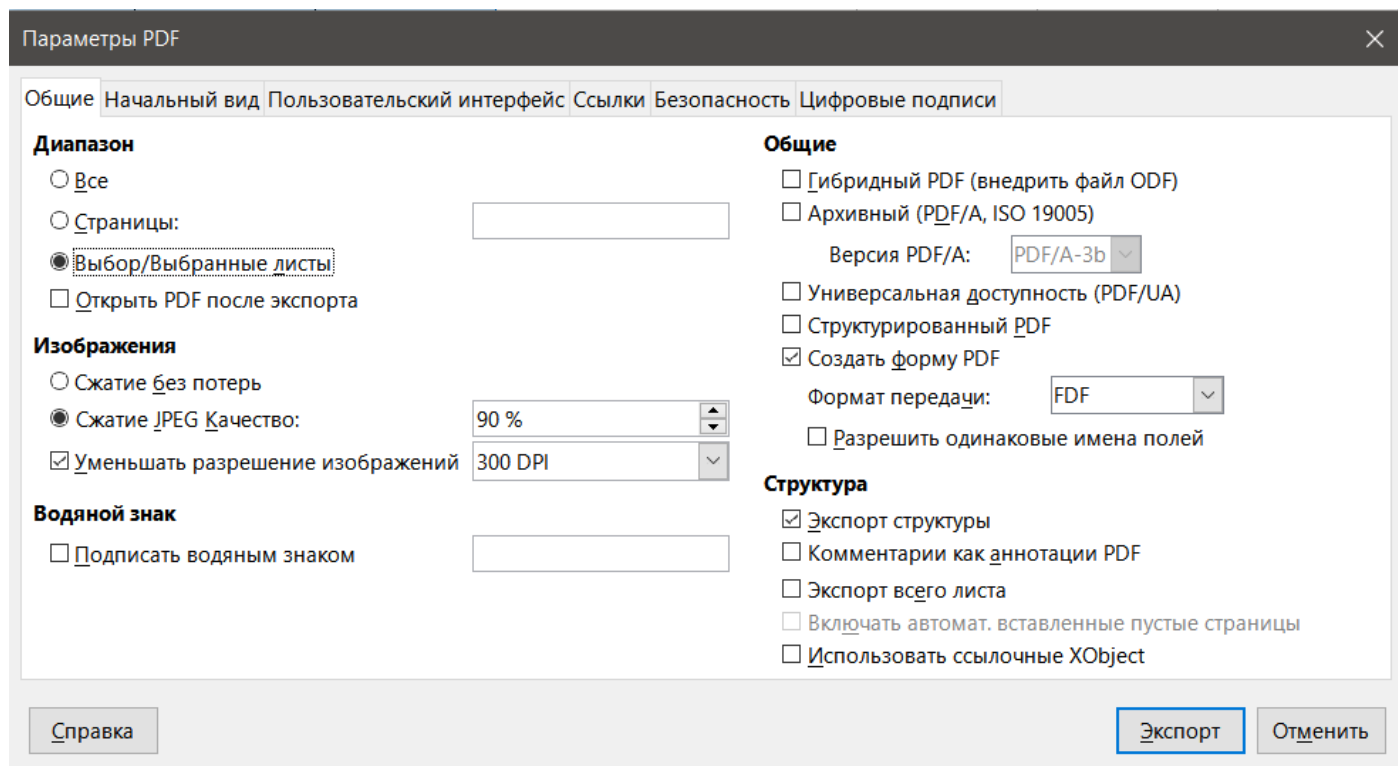 Параметры PDF
Общие Начальный вид Пользовательский интерфейс Ссылки Безопасность Цифровые подписи
Диапазон
Все
Страницы:
Выбор/Выбранные листы
Открыть PDF после экспорта
Изображения
Сжатие без потерь
Сжатие JPEG Качество: 90 %
Уменьшать разрешение изображений 300 DPI
Водяной знак
Подписать водяным знаком
Общие
Гибридный PDF (внедрить файл ODF)
Архивный (PDF/A, ISO 19005)
Версия PDF/A: PDF/A-3b
Универсальная доступность (PDF/UA)
Структурированный PDF
Создать форму PDF
Формат передачи: FDF
Разрешить одинаковые имена полей
Структура
Экспорт структуры
Комментарии как аннотации PDF
Экспорт всего листа
Включать автомат. вставленные пустые страницы
Использовать ссылочные XObject
Справка Экспорт Отменить